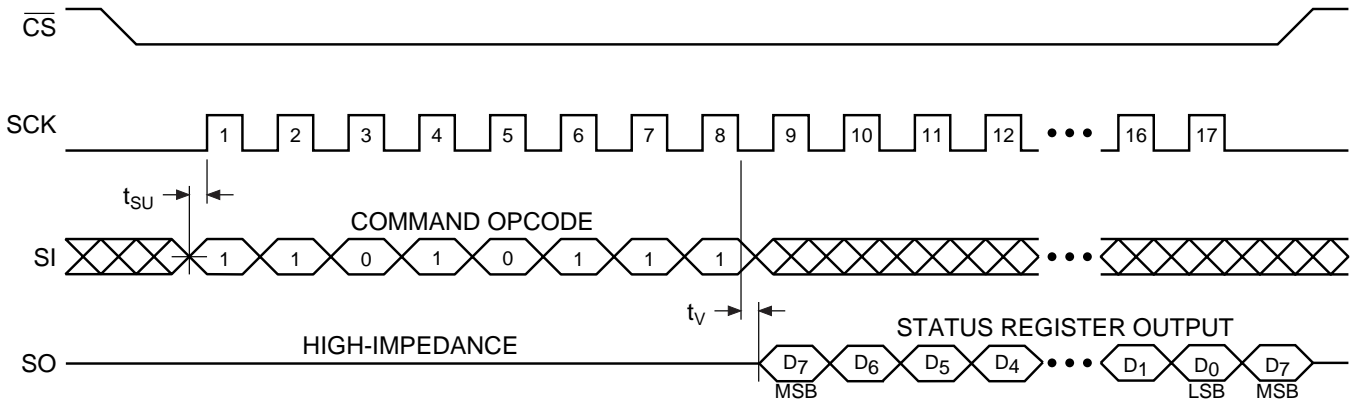 CS
SCK
1 2 3 4 5 6 7 8 9 10 11 12 ••• 16 17
tSU
COMMAND OPCODE
SI
1 1 0 1 0 1 1 1 •••
tV
STATUS REGISTER OUTPUT
HIGH-IMPEDANCE
SO
D7 D6 D5 D4 ••• D1 D0 D7
MSB LSB MSB